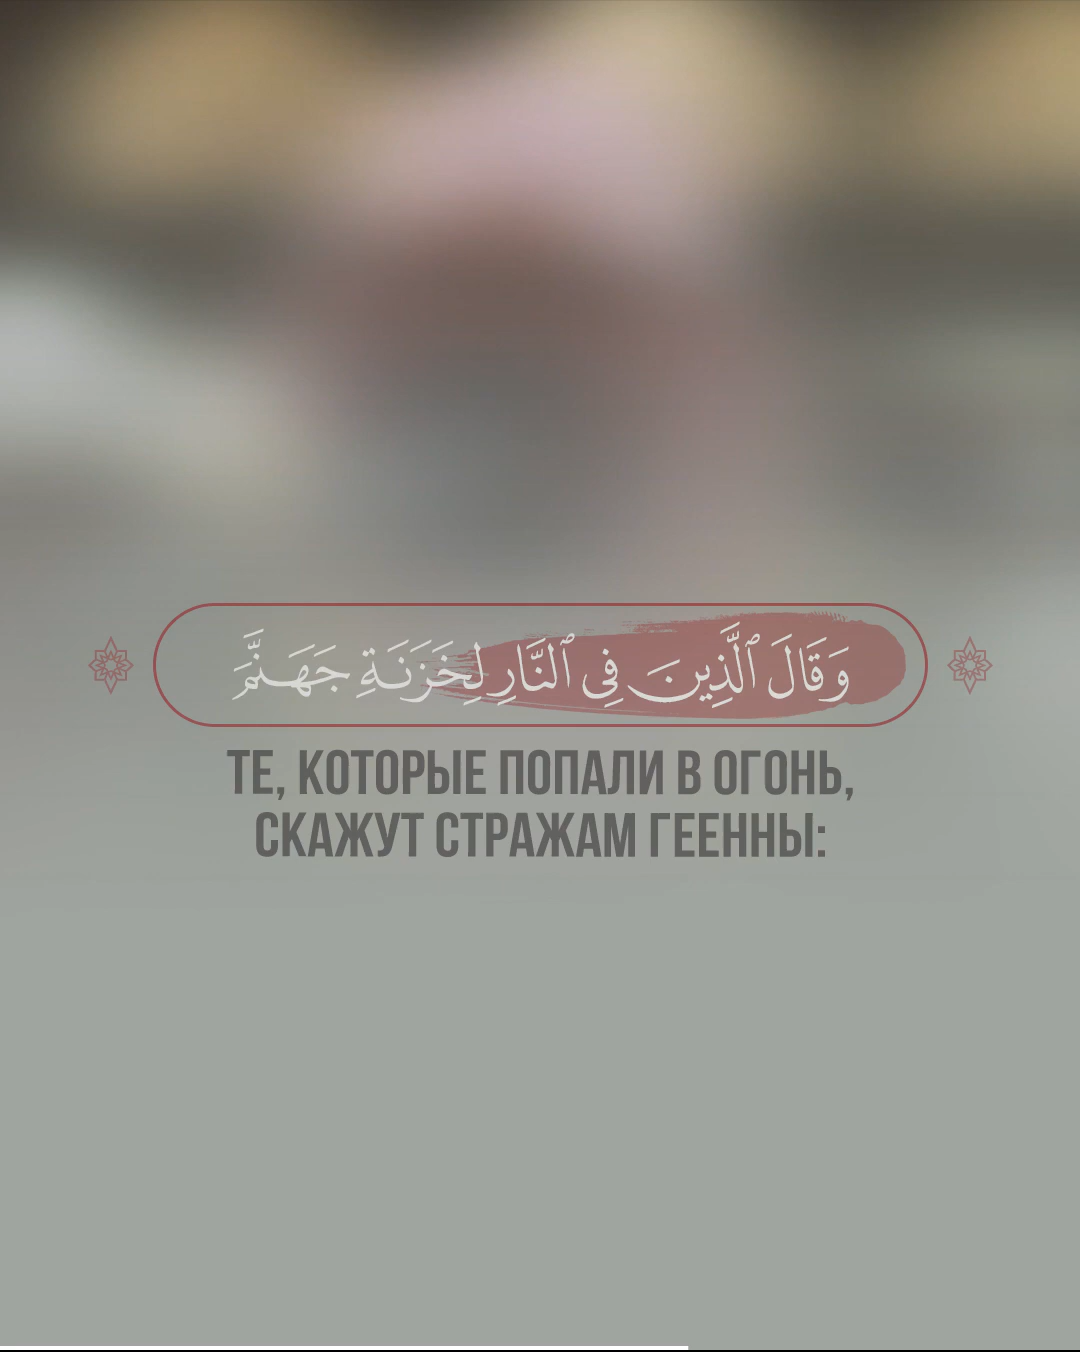 وَقَالَ ٱلَّذِينَ فِى ٱلنَّارِ لِخَزَنَةِ جَهَنَّمَ
ТЕ, КОТОРЫЕ ПОПАЛИ В ОГОНЬ,
СКАЖУТ СТРАЖАМ ГЕЕННЫ: